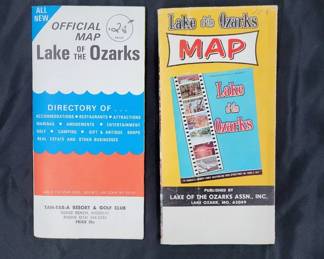 ALL NEW
OFFICIAL
MAP
Lake OF THE Ozarks
DIRECTORY OF . . .
ACCOMMODATIONS • RESTAURANTS • ATTRACTIONS
MARINAS • AMUSEMENTS • ENTERTAINMENT
GOLF • CAMPING • GIFT & ANTIQUE SHOPS
REAL ESTATE AND OTHER BUSINESSES
TAN-TAR-A RESORT & GOLF CLUB
Lake of the Ozarks
MAP
Lake
of the
Ozarks
PUBLISHED BY
LAKE OF THE OZARKS ASSN., INC.
LAKE OZARK, MO. 65049